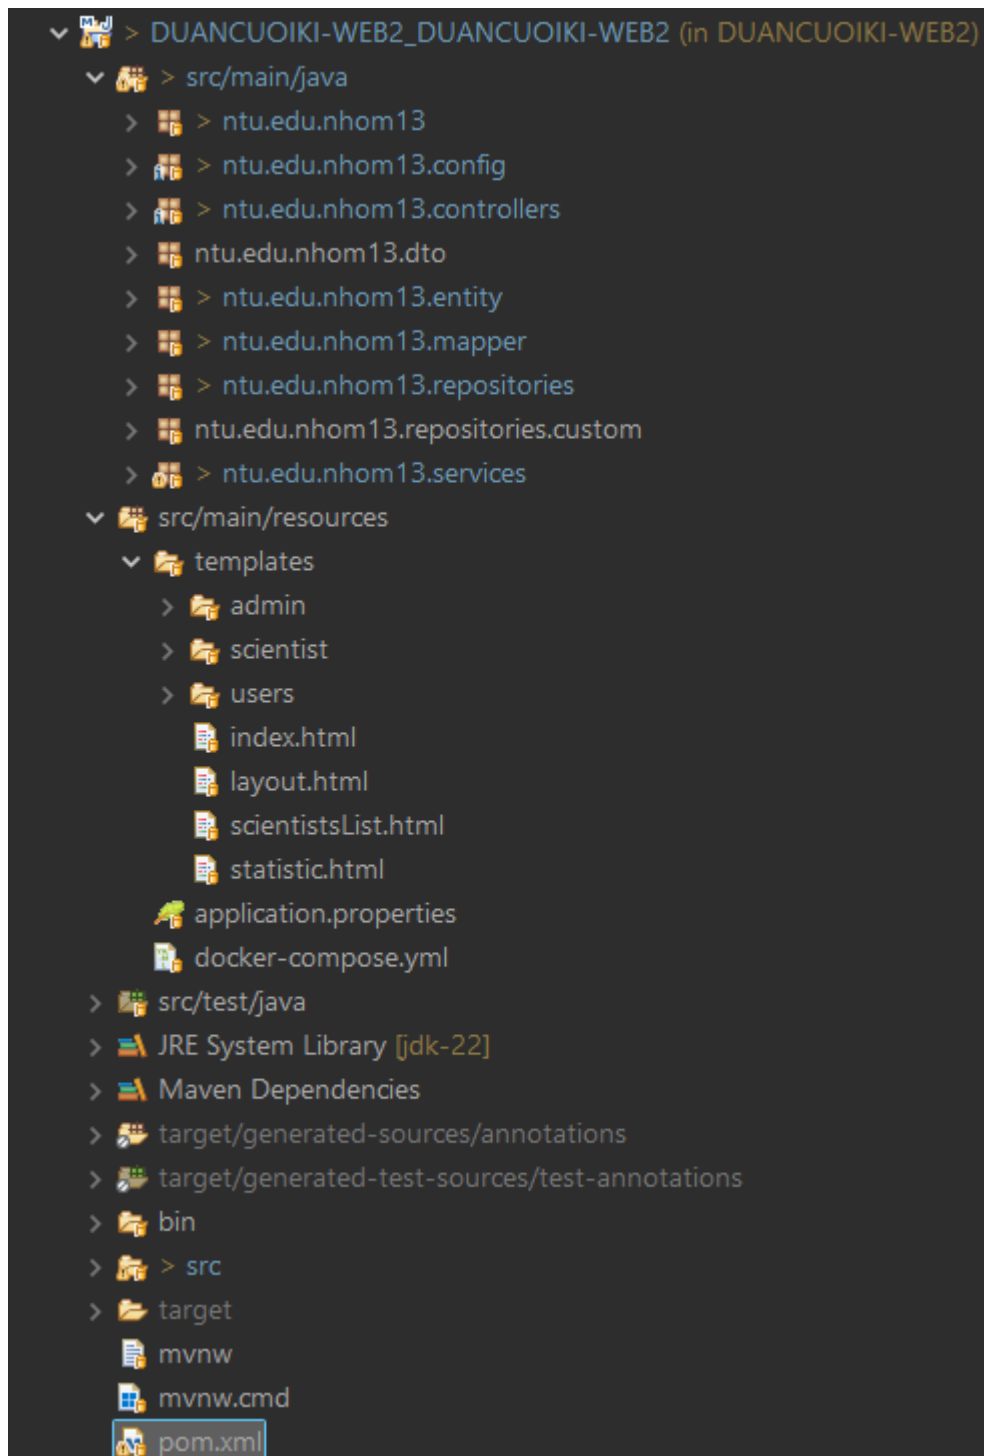 > DUANCUOIKI-WEB2_DUANCUOIKI-WEB2 (in DUANCUOIKI-WEB2)
> src/main/java
> ntu.edu.nhom13
> ntu.edu.nhom13.config
> ntu.edu.nhom13.controllers
ntu.edu.nhom13.dto
> ntu.edu.nhom13.entity
> ntu.edu.nhom13.mapper
> ntu.edu.nhom13.repositories
ntu.edu.nhom13.repositories.custom
> ntu.edu.nhom13.services
src/main/resources
templates
admin
scientist
users
index.html
layout.html
scientistsList.html
statistic.html
application.properties
docker-compose.yml
src/test/java
JRE System Library [jdk-22]
Maven Dependencies
target/generated-sources/annotations
target/generated-test-sources/test-annotations
bin
> src
target
mvnw
mvnw.cmd
pom.xml